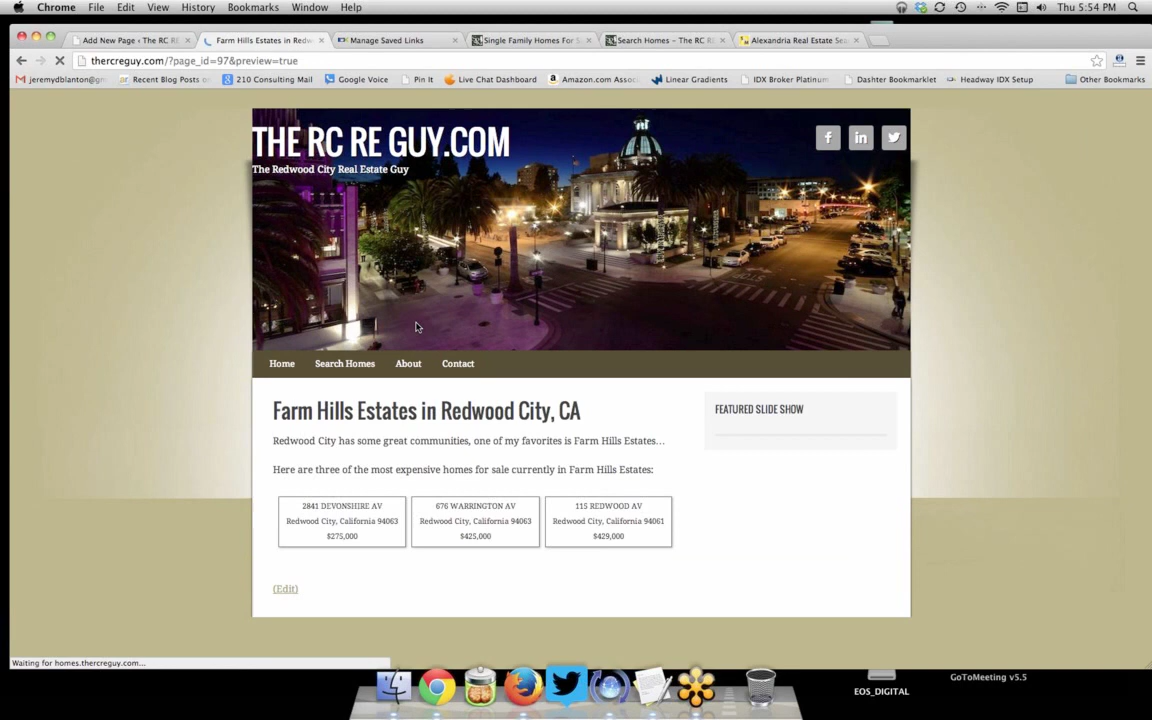 Chrome File Edit View History Bookmarks Window Help Thu 5:54 PM
Add New Page ‹ The RC RE
Farm Hills Estates in Redw
Manage Saved Links
Single Family Homes For S
Search Homes – The RC RE
Alexandria Real Estate Sea
thercreguy.com/?page_id=97&preview=true
jeremydblanton@gm
Recent Blog Posts
210 Consulting Mail
Google Voice
Pin It
Live Chat Dashboard
Amazon.com Asso
Linear Gradients
IDX Broker Platinum
Dashter Bookmarklet
Headway IDX Setup
Other Bookmarks
THE RC RE GUY.COM
The Redwood City Real Estate Guy
Home Search Homes About Contact
Farm Hills Estates in Redwood City, CA
Redwood City has some great communities, one of my favorites is Farm Hills Estates...
Here are three of the most expensive homes for sale currently in Farm Hills Estates:
2841 DEVONSHIRE AV
Redwood City, California 94063
$275,000
676 WARRINGTON AV
Redwood City, California 94063
$425,000
115 REDWOOD AV
Redwood City, California 94061
$429,000
(Edit)
FEATURED SLIDE SHOW
Waiting for homes.thercreguy.com...
EOS_DIGITAL
GoToMeeting v5.5